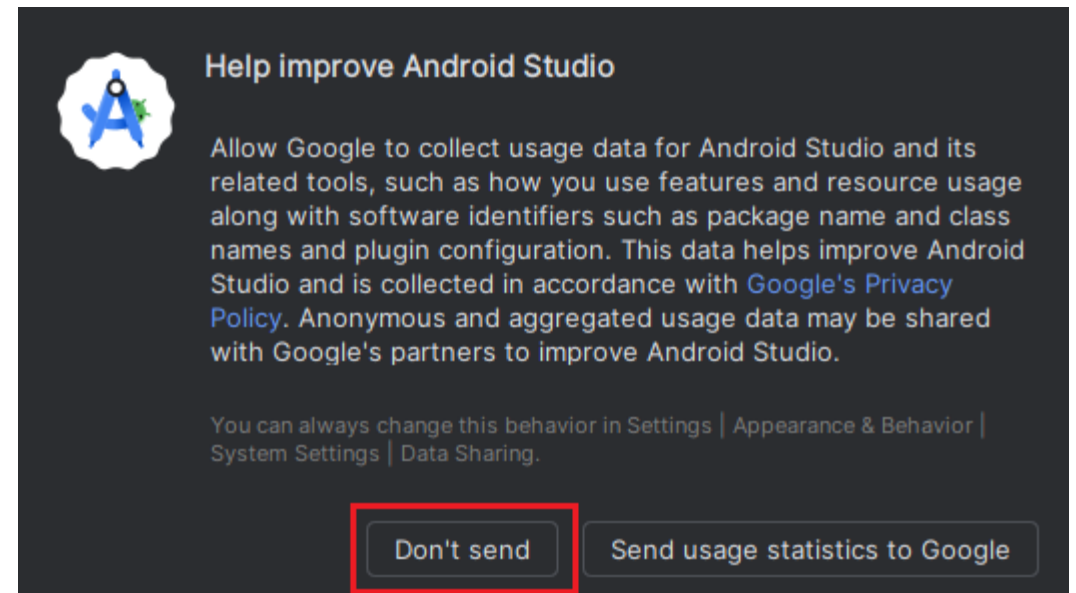 Help improve Android Studio
Allow Google to collect usage data for Android Studio and its
related tools, such as how you use features and resource usage
along with software identifiers such as package name and class
names and plugin configuration. This data helps improve Android
Studio and is collected in accordance with Google's Privacy
Policy. Anonymous and aggregated usage data may be shared
with Google's partners to improve Android Studio.
You can always change this behavior in Settings | Appearance & Behavior |
System Settings | Data Sharing.
Don't send Send usage statistics to Google